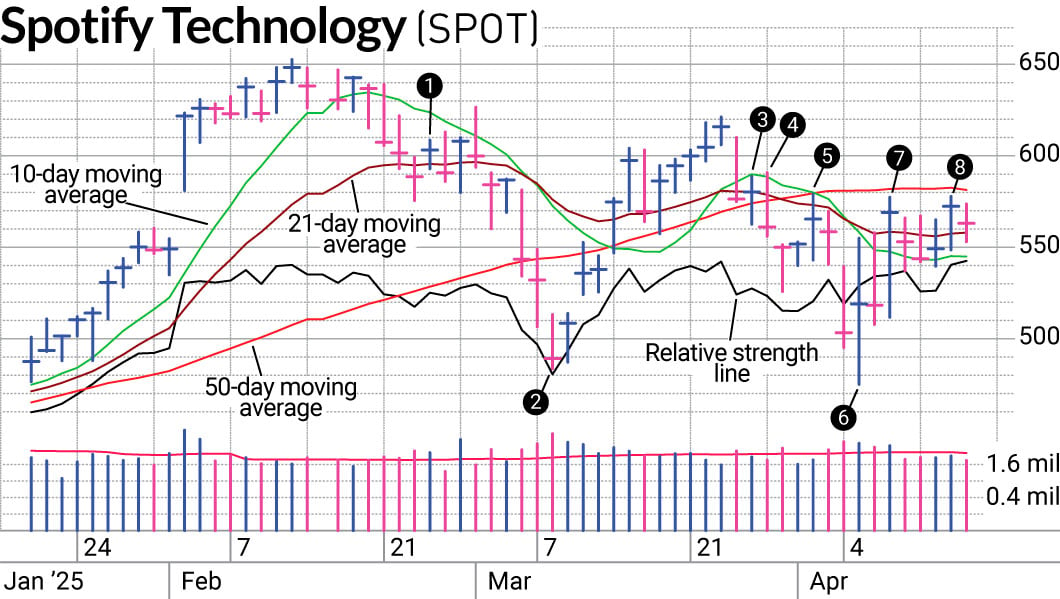 Spotify Technology (SPOT)
650
1
3
4
600
5
7
8
10-day moving
average
21-day moving
average
550
500
Relative strength
line
50-day moving
average
2
6
1.6 mil
0.4 mil
24
7
21
7
21
4
Jan ’25
Feb
Mar
Apr